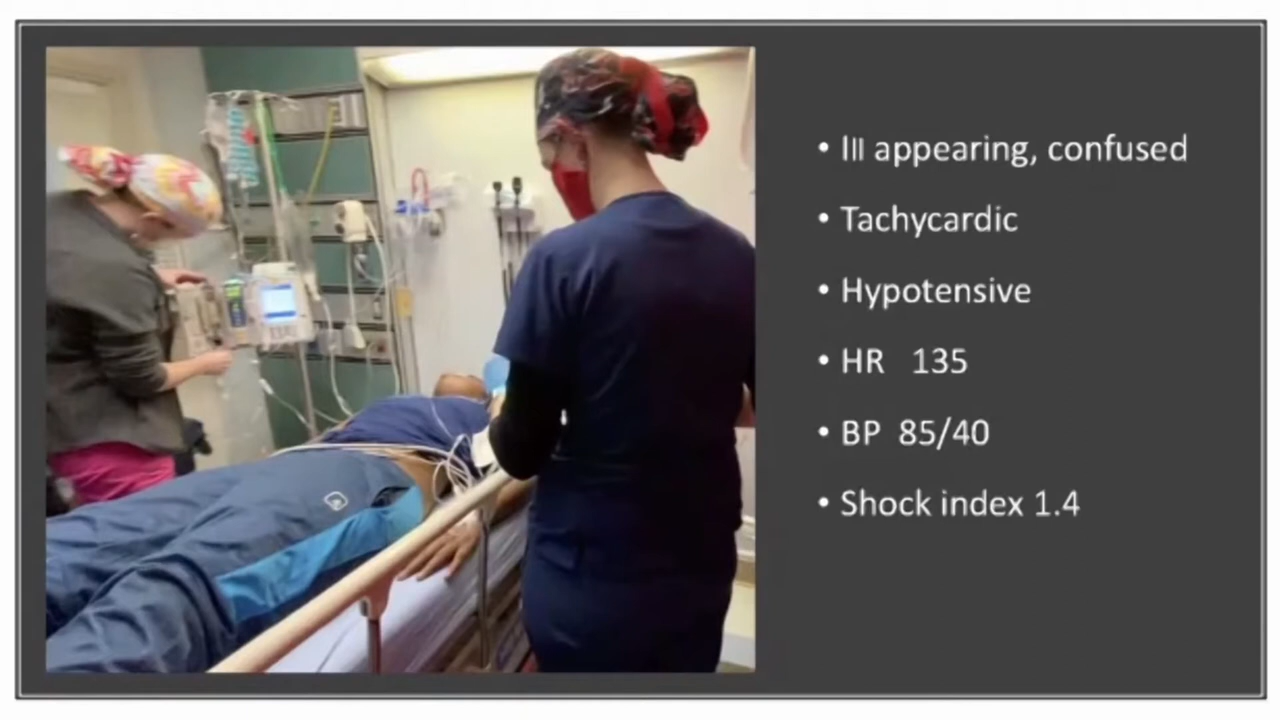 • Ill appearing, confused
• Tachycardic
• Hypotensive
• HR 135
• BP 85/40
• Shock index 1.4